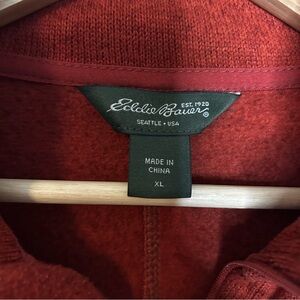 EST. 1920
Eddie Bauer®
SEATTLE • USA
MADE IN
CHINA
XL